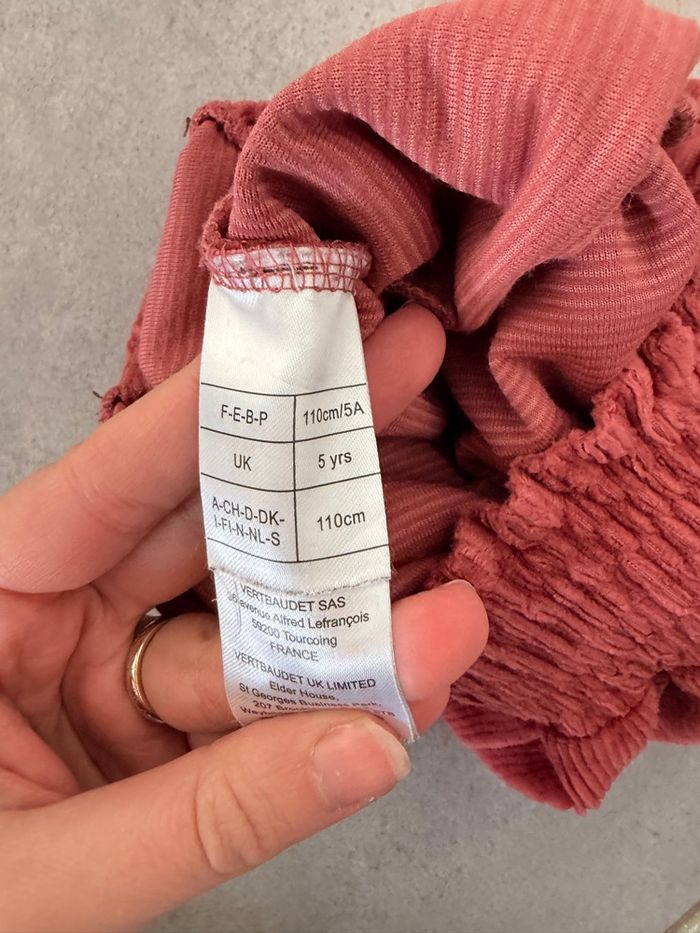 F-E-B-P 110cm/5A
UK 5 yrs
A-CH-D-DK- 110cm
I-FI-N-NL-S
VERTBAUDET SAS
avenue Alfred Lefrançois
59200 Tourcoing
FRANCE
VERTBAUDET UK LIMITED
Elder House,
St Georges Business Park,
207